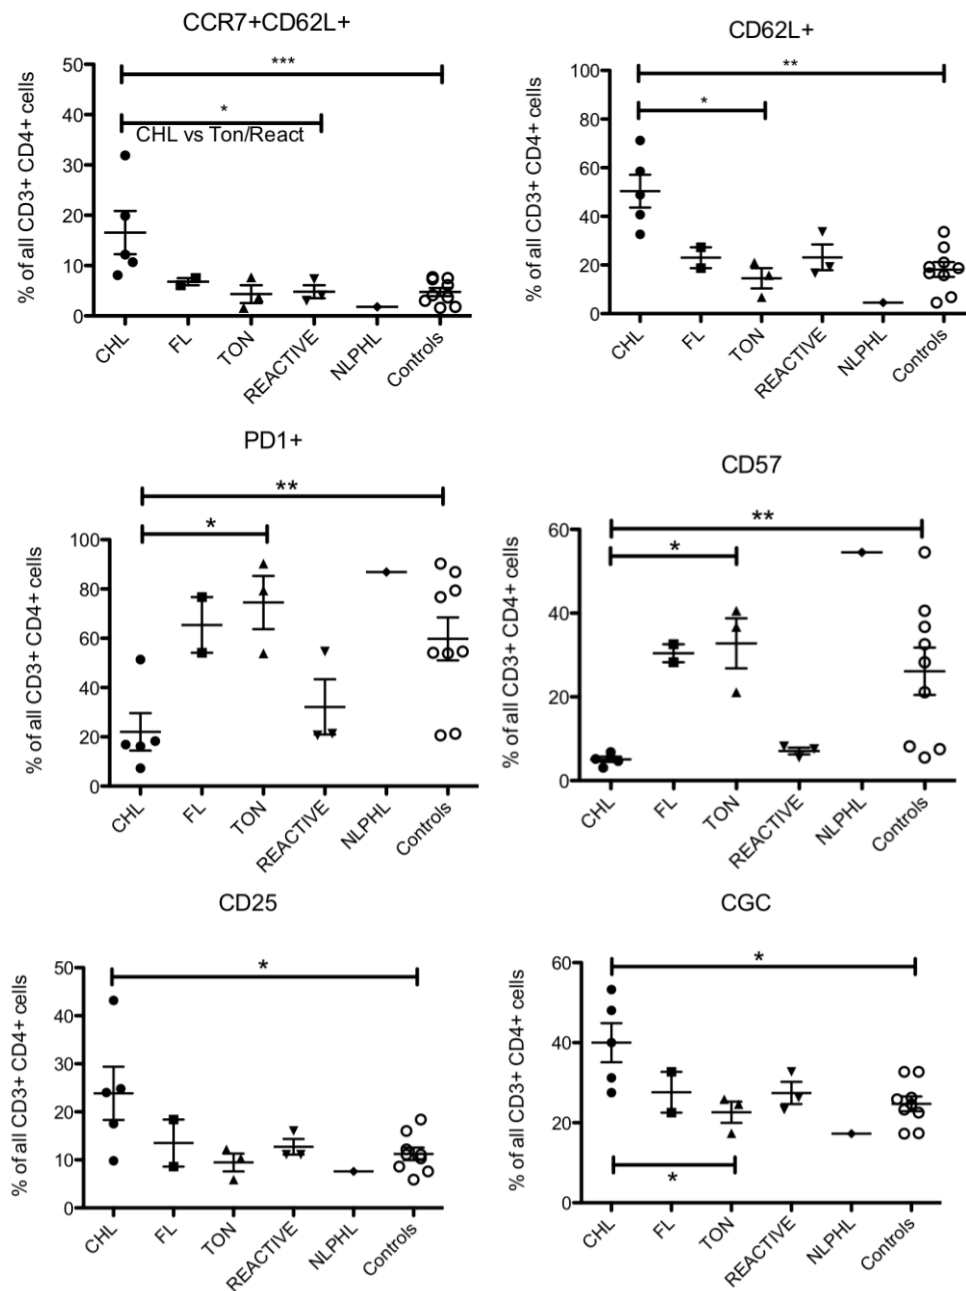 CCR7+CD62L+
% of all CD3+ CD4+ cells
50
40
30
20
10
0
***
*
CHL vs Ton/React
CHL
FL
TON
REACTIVE
NLPHL
Controls
CD62L+
% of all CD3+ CD4+ cells
100
80
60
40
20
0
**
*
CHL
FL
TON
REACTIVE
NLPHL
Controls
PD1+
% of all CD3+ CD4+ cells
100
80
60
40
20
0
**
*
CHL
FL
TON
REACTIVE
NLPHL
Controls
CD57
% of all CD3+ CD4+ cells
60
40
20
0
**
*
CHL
FL
TON
REACTIVE
NLPHL
Controls
CD25
% of all CD3+ CD4+ cells
50
40
30
20
10
0
*
CHL
FL
TON
REACTIVE
NLPHL
Controls
CGC
% of all CD3+ CD4+ cells
60
40
20
0
*
*
CHL
FL
TON
REACTIVE
NLPHL
Controls